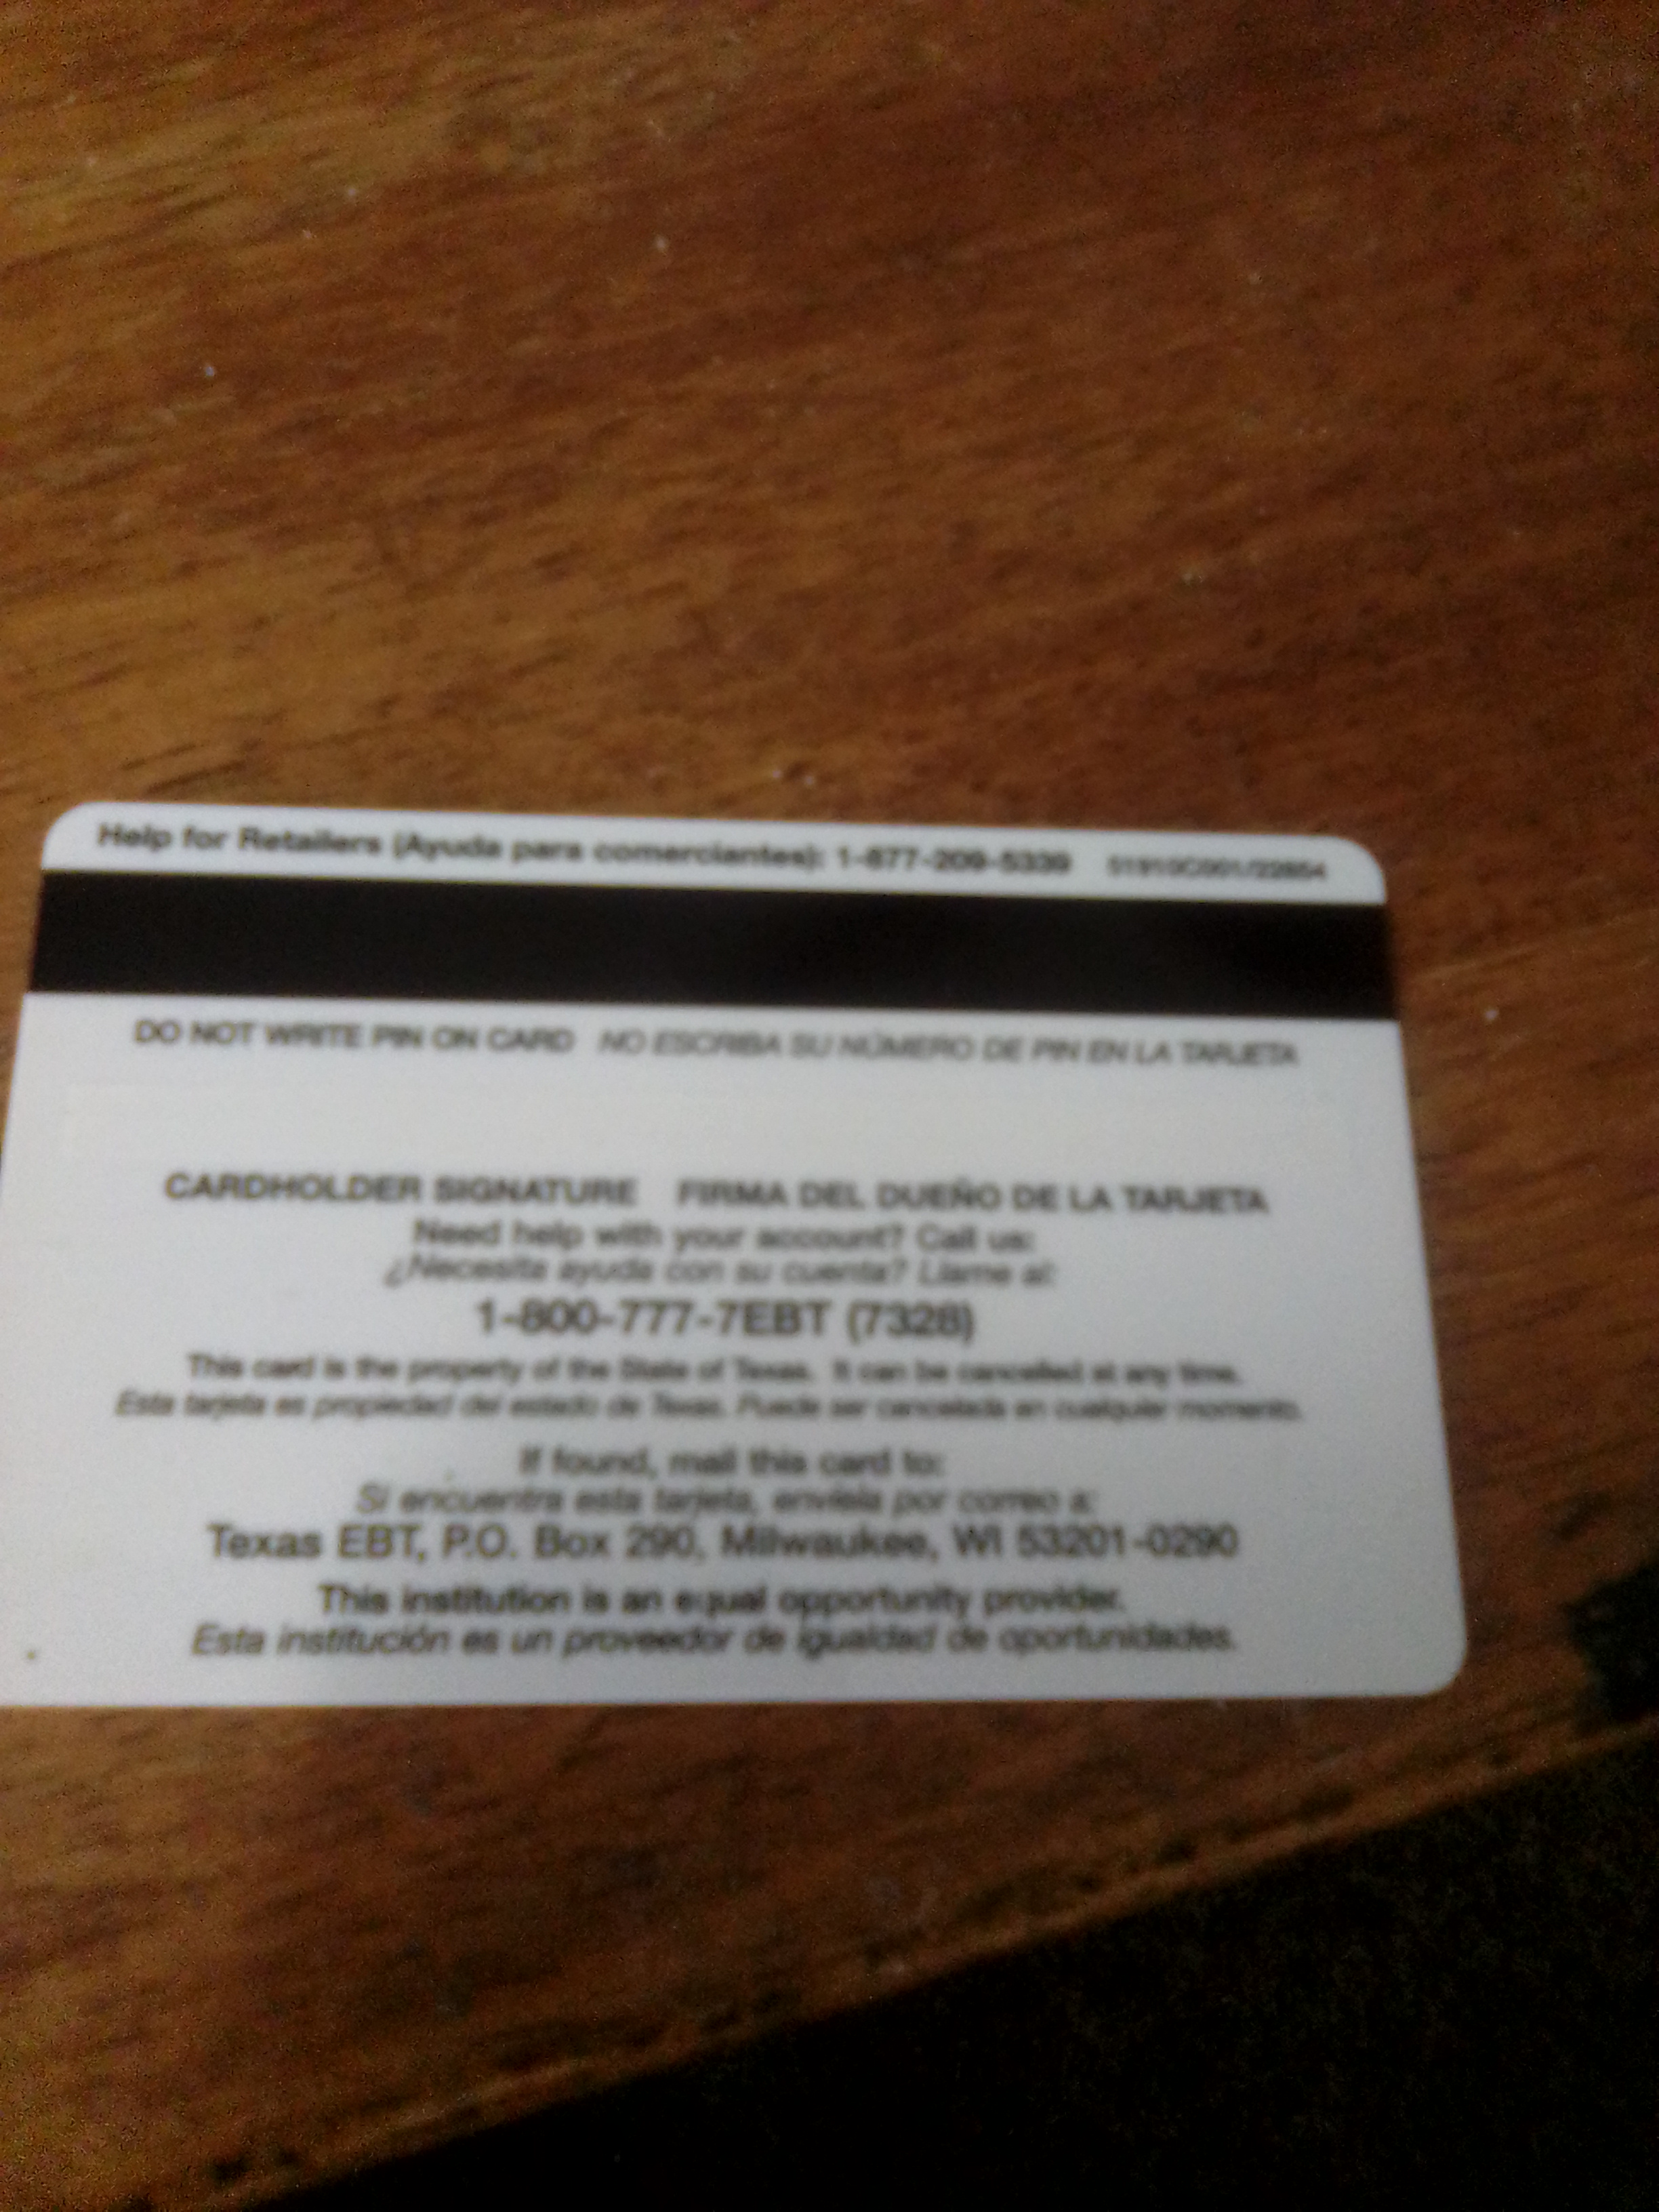 Help for Retailers (Ayuda para comerciantes): 1-877-209-5339 51910C001/22854
DO NOT WRITE PIN ON CARD NO ESCRIBA SU NÚMERO DE PIN EN LA TARJETA
CARDHOLDER SIGNATURE FIRMA DEL DUEÑO DE LA TARJETA
Need help with your account? Call us:
¿Necesita ayuda con su cuenta? Llame al:
1-800-777-7EBT (7328)
This card is the property of the State of Texas. It can be cancelled at any time.
Esta tarjeta es propiedad del estado de Texas. Puede ser cancelada en cualquier momento.
If found, mail this card to:
Si encuentra esta tarjeta, envíela por correo a:
Texas EBT, P.O. Box 290, Milwaukee, WI 53201-0290
This institution is an equal opportunity provider.
Esta institución es un proveedor de igualdad de oportunidades.